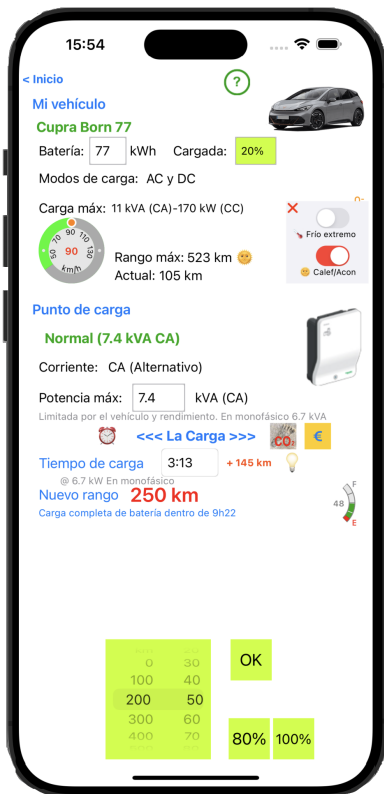 15:54
< Inicio
?
Mi vehículo
Cupra Born 77
Batería: 77 kWh Cargada: 20%
Modos de carga: AC y DC
Carga máx: 11 kVA (CA)-170 kW (CC)
50 70 90 110 130
90
km/h
Rango máx: 523 km
Actual: 105 km
Frío extremo
Calef/Acon
Punto de carga
Normal (7.4 kVA CA)
Corriente: CA (Alternativo)
Potencia máx: 7.4 kVA (CA)
Limitada por el vehículo y rendimiento. En monofásico 6.7 kVA
<<< La Carga >>> CO₂ €
Tiempo de carga 3:13 + 145 km
@ 6.7 kW En monofásico
Nuevo rango 250 km
Carga completa de batería dentro de 9h22
F
48
E
0 30
100 40
200 50
300 60
400 70
OK
80% 100%